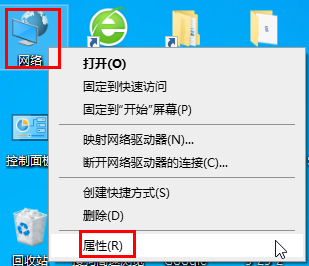 网络
打开(O)
固定到快速访问
固定到"开始"屏幕(P)
映射网络驱动器(N)...
断开网络驱动器的连接(C)...
控制面板
创建快捷方式(S)
删除(D)
属性(R)
回收站